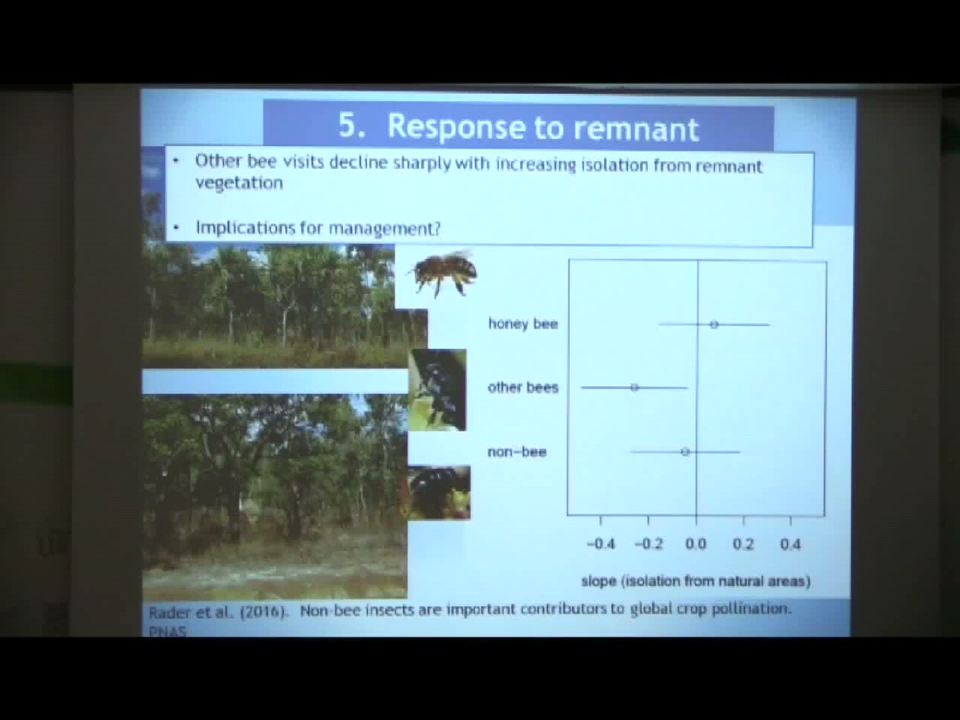 5. Response to remnant
• Other bee visits decline sharply with increasing isolation from remnant
vegetation
• Implications for management?
honey bee
other bees
non-bee
-0.4 -0.2 0.0 0.2 0.4
slope (isolation from natural areas)
Rader et al. (2016). Non-bee insects are important contributors to global crop pollination.
PNAS